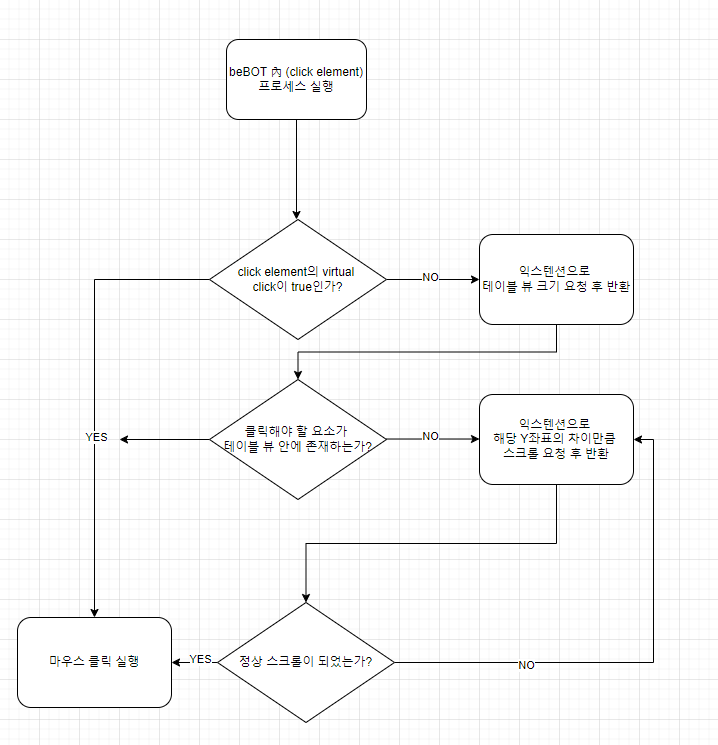 beBOT 內 (click element)
프로세스 실행
click element의 virtual
click이 true인가?
NO
익스텐션으로
테이블 뷰 크기 요청 후 반환
YES
클릭해야 할 요소가
테이블 뷰 안에 존재하는가?
NO
익스텐션으로
해당 Y좌표의 차이만큼
스크롤 요청 후 반환
마우스 클릭 실행
YES
정상 스크롤이 되었는가?
NO